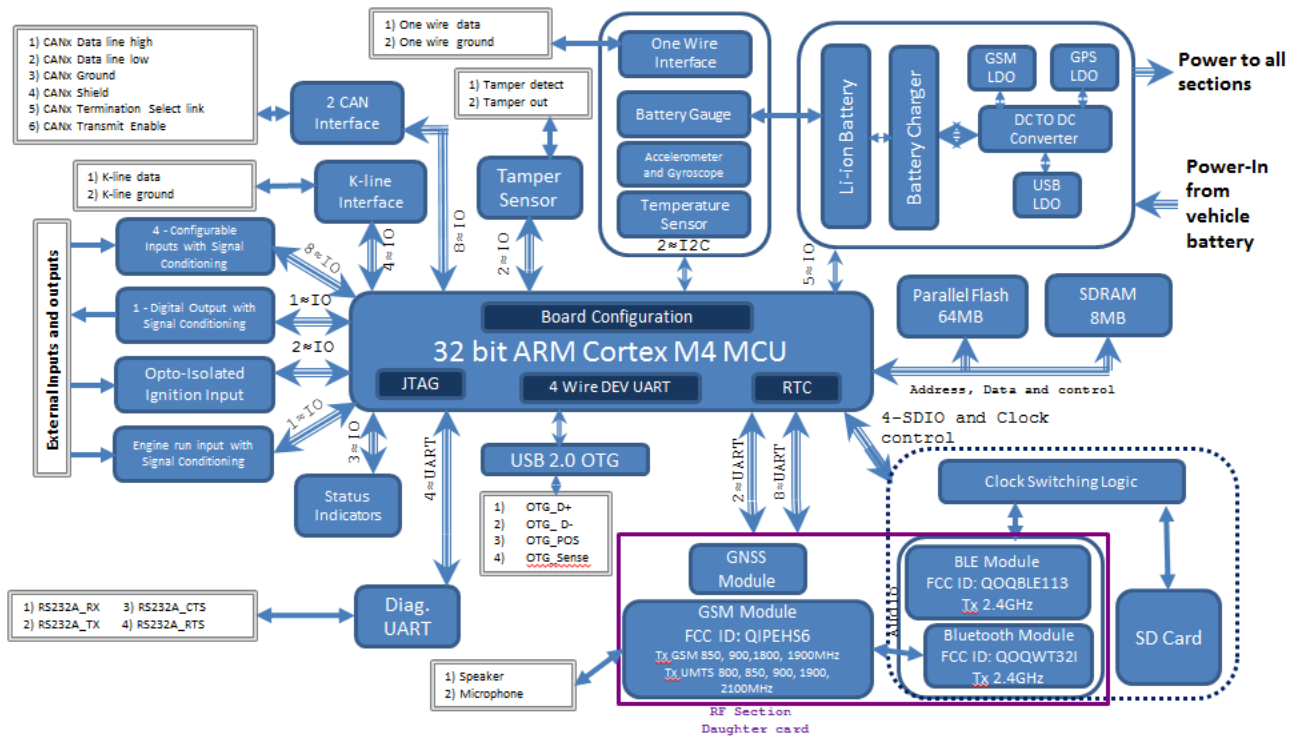 1) CANx Data line high
2) CANx Data line low
3) CANx Ground
4) CANx Shield
5) CANx Termination Select link
6) CANx Transmit Enable
2 CAN
Interface
1) One wire data
2) One wire ground
1) Tamper detect
2) Tamper out
One Wire
Interface
Battery Gauge
Accelerometer
and Gyroscope
Temperature
Sensor
2≈I2C
Li-ion Battery
Battery Charger
GSM
LDO
GPS
LDO
DC TO DC
Converter
USB
LDO
Power to all
sections
Power-In
from
vehicle
battery
1) K-line data
2) K-line ground
K-line
Interface
Tamper
Sensor
4≈IO
8≈IO
2≈IO
5≈IO
External Inputs and outputs
4 - Configurable
Inputs with Signal
Conditioning
8≈IO
1 - Digital Output with
Signal Conditioning
1≈IO
Opto-Isolated
Ignition Input
2≈IO
Engine run input with
Signal Conditioning
1≈IO
Board Configuration
32 bit ARM Cortex M4 MCU
JTAG
4 Wire DEV UART
RTC
Parallel Flash
64MB
SDRAM
8MB
Address, Data and control
4-SDIO and Clock
control
3≈IO
4≈UART
2≈UART
8≈UART
Status
Indicators
USB 2.0 OTG
1) OTG_D+
2) OTG_ D-
3) OTG_POS
4) OTG_Sense
Clock Switching Logic
GNSS
Module
BLE Module
FCC ID: QOQBLE113
Tx 2.4GHz
AUDIO
Bluetooth Module
FCC ID: QOQWT32I
Tx 2.4GHz
SD Card
GSM Module
FCC ID: QIPEHS6
Tx GSM 850, 900,1800, 1900MHz
Tx UMTS 800, 850, 900, 1900,
2100MHz
1) RS232A_RX 3) RS232A_CTS
2) RS232A_TX 4) RS232A_RTS
Diag.
UART
1) Speaker
2) Microphone
RF Section
Daughter card